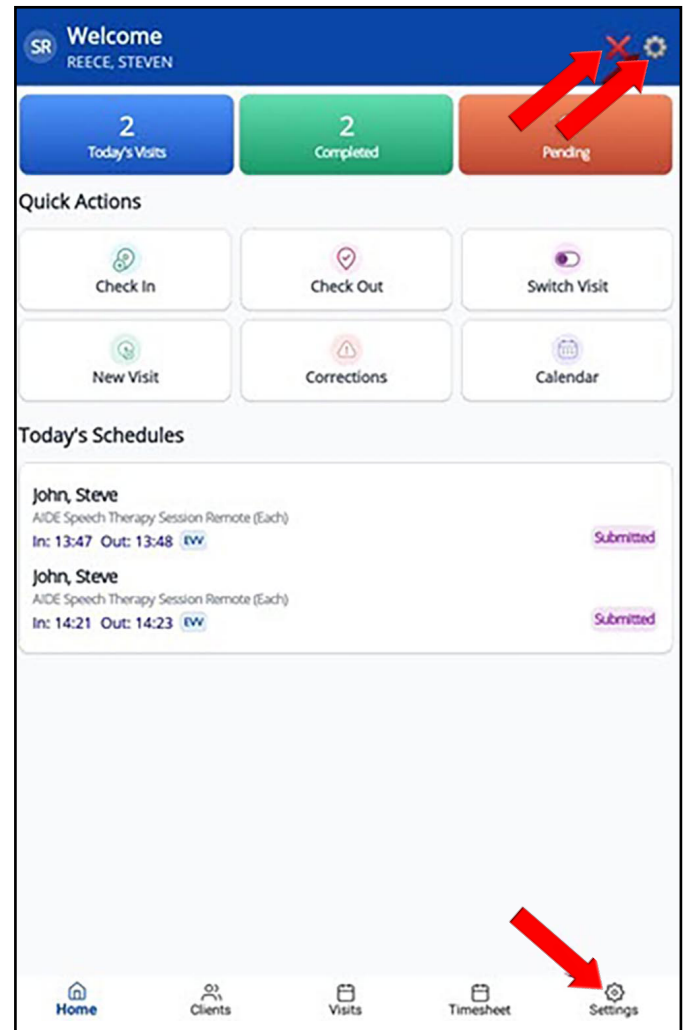 SR
Welcome
REECE, STEVEN
2
Today's Visits
2
Completed
Pending
Quick Actions
Check In
Check Out
Switch Visit
New Visit
Corrections
Calendar
Today's Schedules
John, Steve
AIDE Speech Therapy Session Remote (Each)
In: 13:47 Out: 13:48 EVV
Submitted
John, Steve
AIDE Speech Therapy Session Remote (Each)
In: 14:21 Out: 14:23 EVV
Submitted
Home
Clients
Visits
Timesheet
Settings